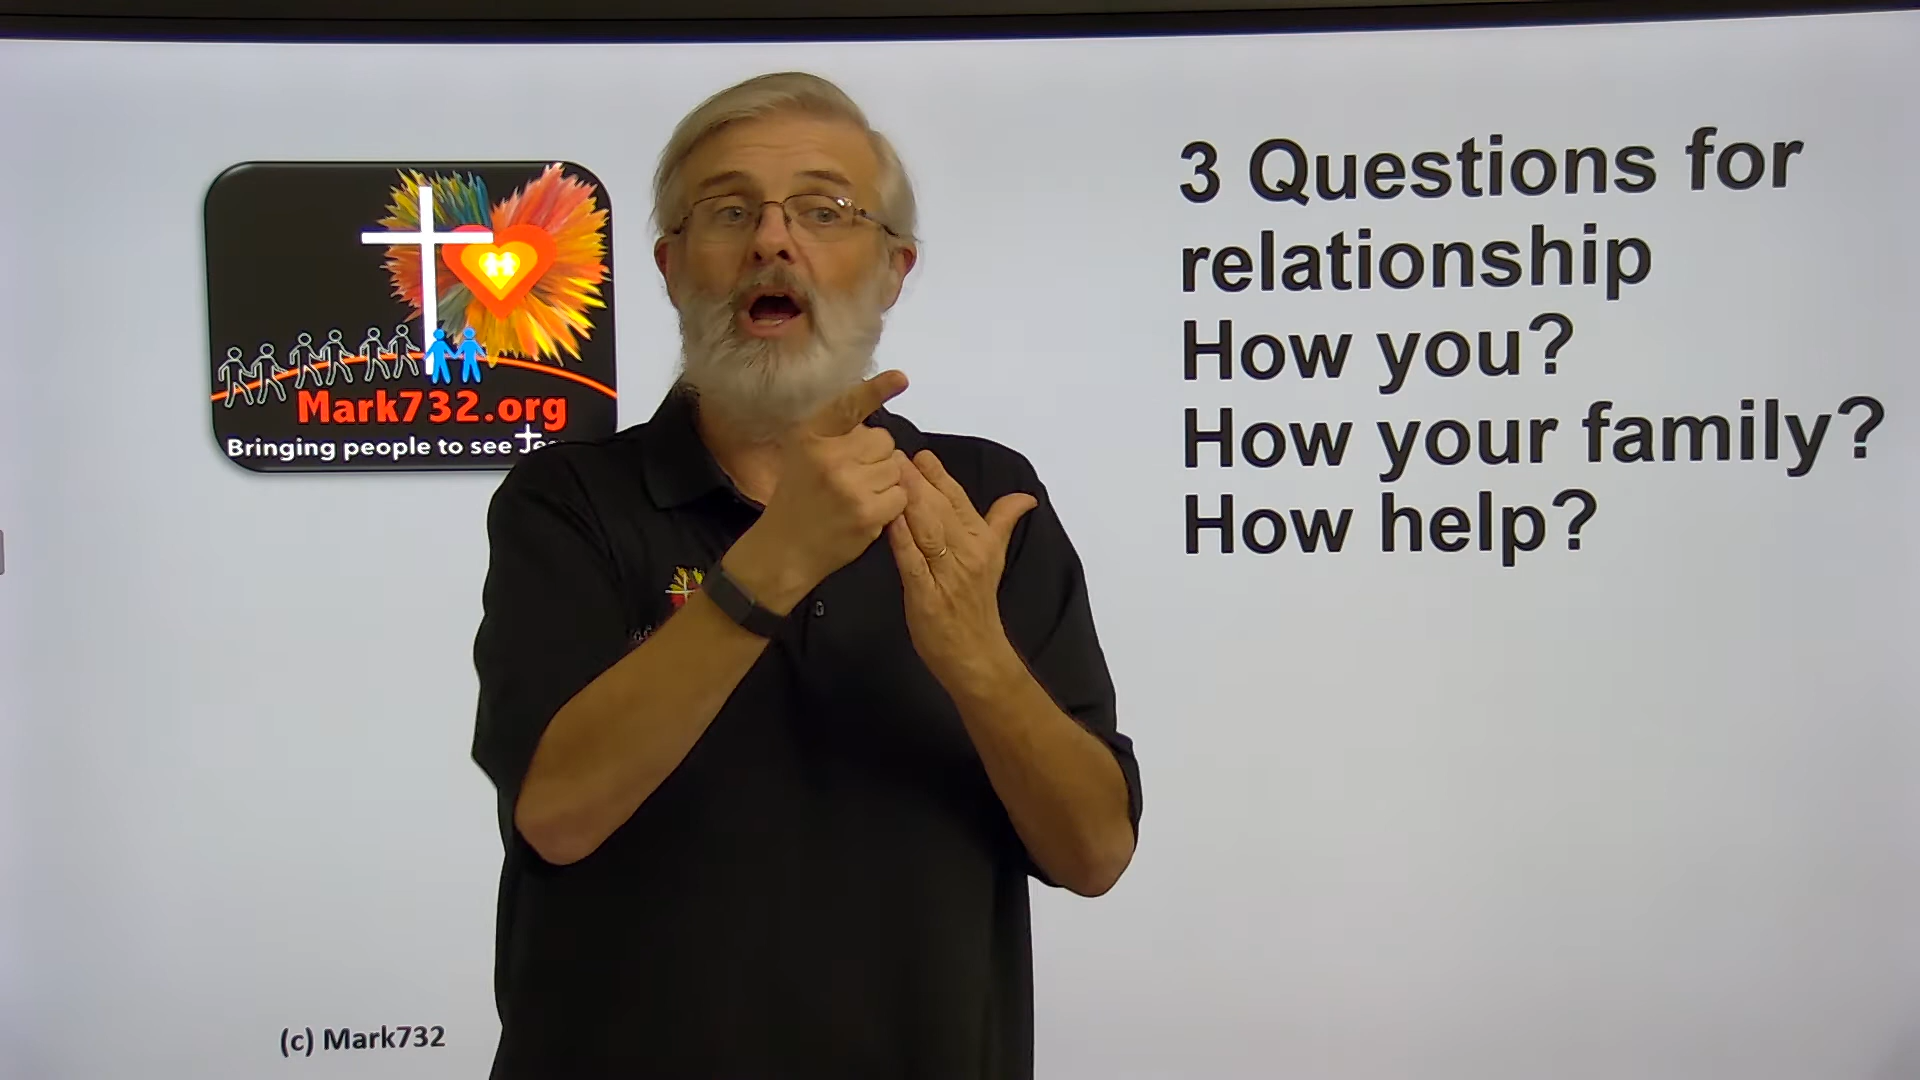 Mark732.org
Bringing people to see
3 Questions for
relationship
How you?
How your family?
How help?
(c) Mark732